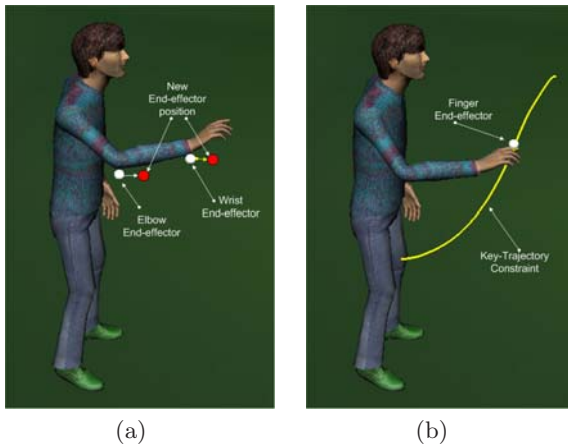 New
End-effector
position
Elbow
End-effector
Wrist
End-effector
(a)
Finger
End-effector
Key-Trajectory
Constraint
(b)